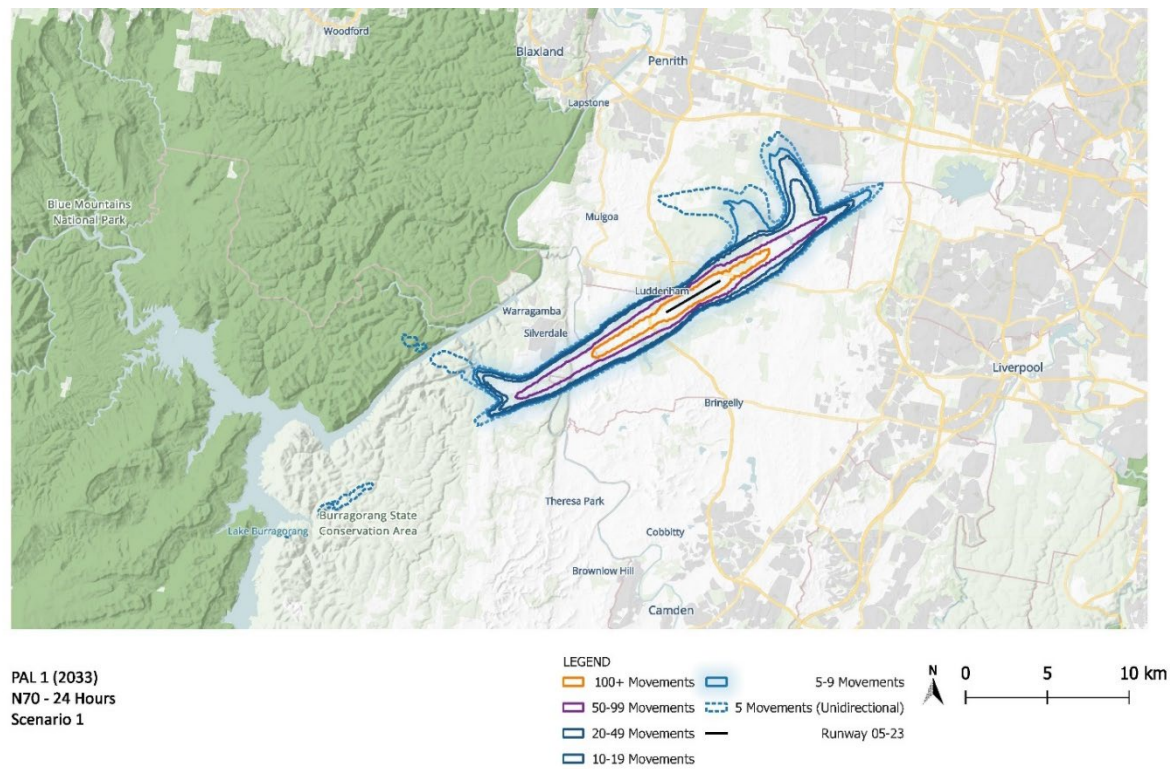 Woodford
Blaxland
Penrith
Lapstone
Blue Mountains
National Park
Mulgoa
Luddenham
Warragamba
Silverdale
Liverpool
Bringelly
Theresa Park
Burragorang State
Conservation Area
Lake Burragorang
Cobbitty
Brownlow Hill
Camden
PAL 1 (2033)
N70 - 24 Hours
Scenario 1
LEGEND
100+ Movements
50-99 Movements
20-49 Movements
10-19 Movements
5-9 Movements
5 Movements (Unidirectional)
Runway 05-23
N
0 5 10 km